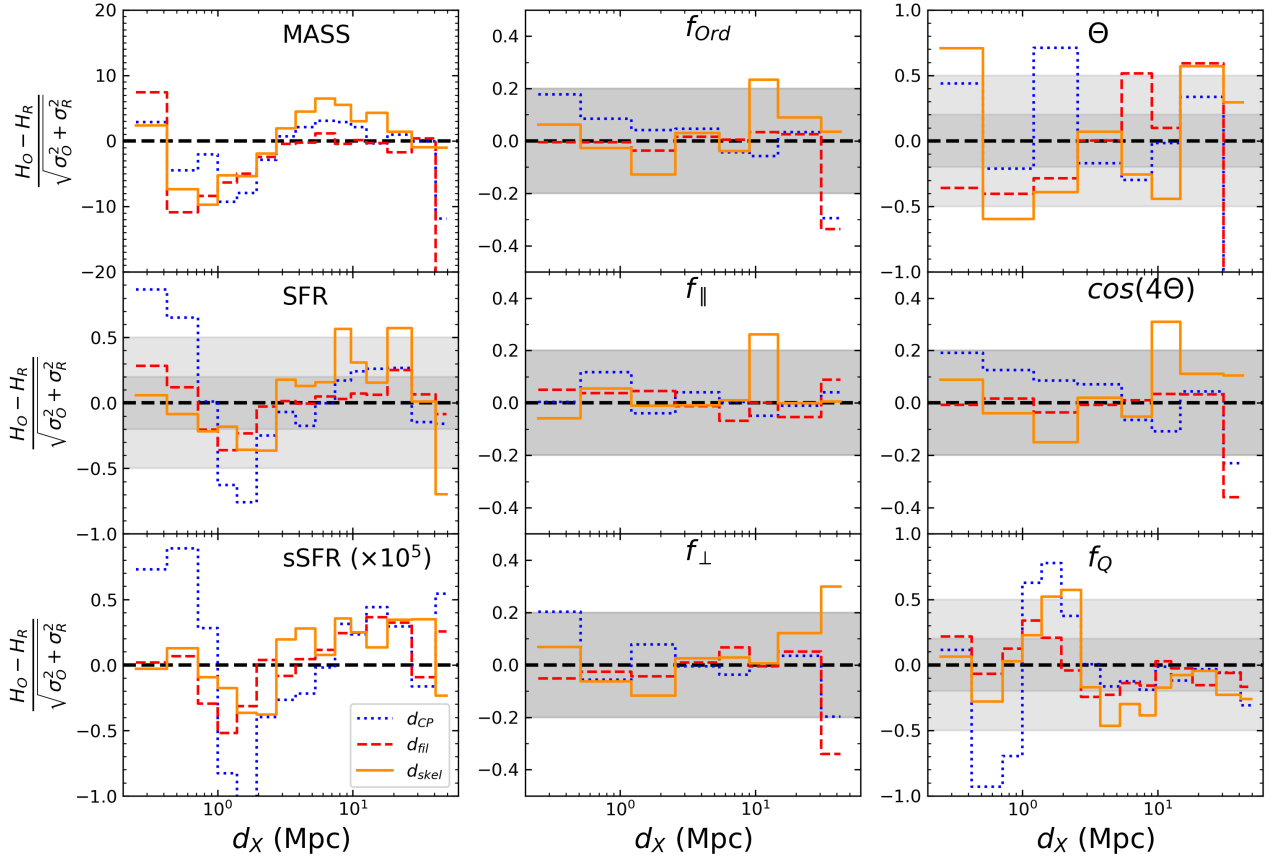 MASS
f_Ord
Θ
20
10
0
−10
−20
0.4
0.2
0.0
−0.2
−0.4
1.0
0.5
0.0
−0.5
−1.0
H_O − H_R
√σ_O^2 + σ_R^2
SFR
f_∥
cos(4Θ)
0.5
0.0
−0.5
−1.0
0.4
0.2
0.0
−0.2
−0.4
0.4
0.2
0.0
−0.2
−0.4
H_O − H_R
√σ_O^2 + σ_R^2
sSFR (×10^5)
f_⊥
f_Q
0.5
0.0
−0.5
−1.0
0.4
0.2
0.0
−0.2
−0.4
1.0
0.5
0.0
−0.5
−1.0
H_O − H_R
√σ_O^2 + σ_R^2
d_CP
d_fil
d_skel
10^0 10^1
10^0 10^1
10^0 10^1
d_X (Mpc)
d_X (Mpc)
d_X (Mpc)